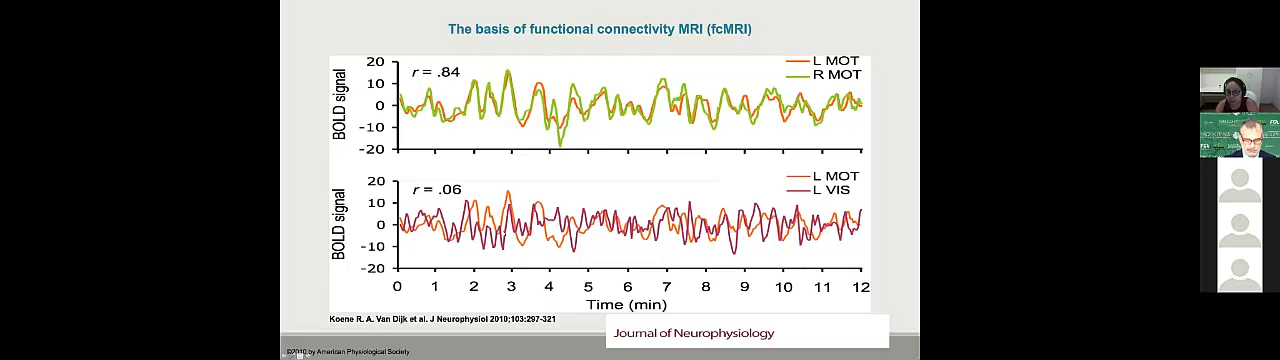 The basis of functional connectivity MRI (fcMRI)
BOLD signal
20
10
0
-10
-20
r = .84
L MOT
R MOT
BOLD signal
20
10
0
-10
-20
r = .06
L MOT
L VIS
0 1 2 3 4 5 6 7 8 9 10 11 12
Time (min)
Koene R. A. Van Dijk et al. J Neurophysiol 2010;103:297-321
Journal of Neurophysiology
©2010 by American Physiological Society